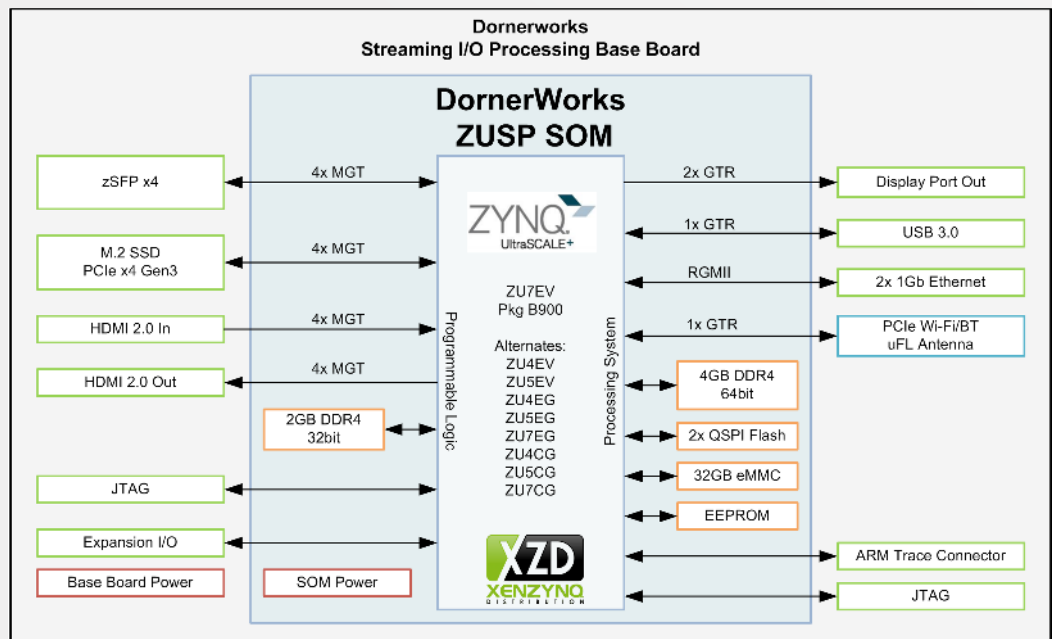 Dornerworks
Streaming I/O Processing Base Board
DornerWorks
ZUSP SOM
zSFP x4
4x MGT
M.2 SSD
PCIe x4 Gen3
4x MGT
HDMI 2.0 In
4x MGT
HDMI 2.0 Out
4x MGT
2GB DDR4
32bit
JTAG
Expansion I/O
Base Board Power
SOM Power
Programmable Logic
ZYNQ
UltraSCALE+
ZU7EV
Pkg B900
Alternates:
ZU4EV
ZU5EV
ZU4EG
ZU5EG
ZU7EG
ZU4CG
ZU5CG
ZU7CG
XZD
XENZYNQ
DISTRIBUTION
Processing System
2x GTR
Display Port Out
1x GTR
USB 3.0
RGMII
2x 1Gb Ethernet
1x GTR
PCIe Wi-Fi/BT
uFL Antenna
4GB DDR4
64bit
2x QSPI Flash
32GB eMMC
EEPROM
ARM Trace Connector
JTAG